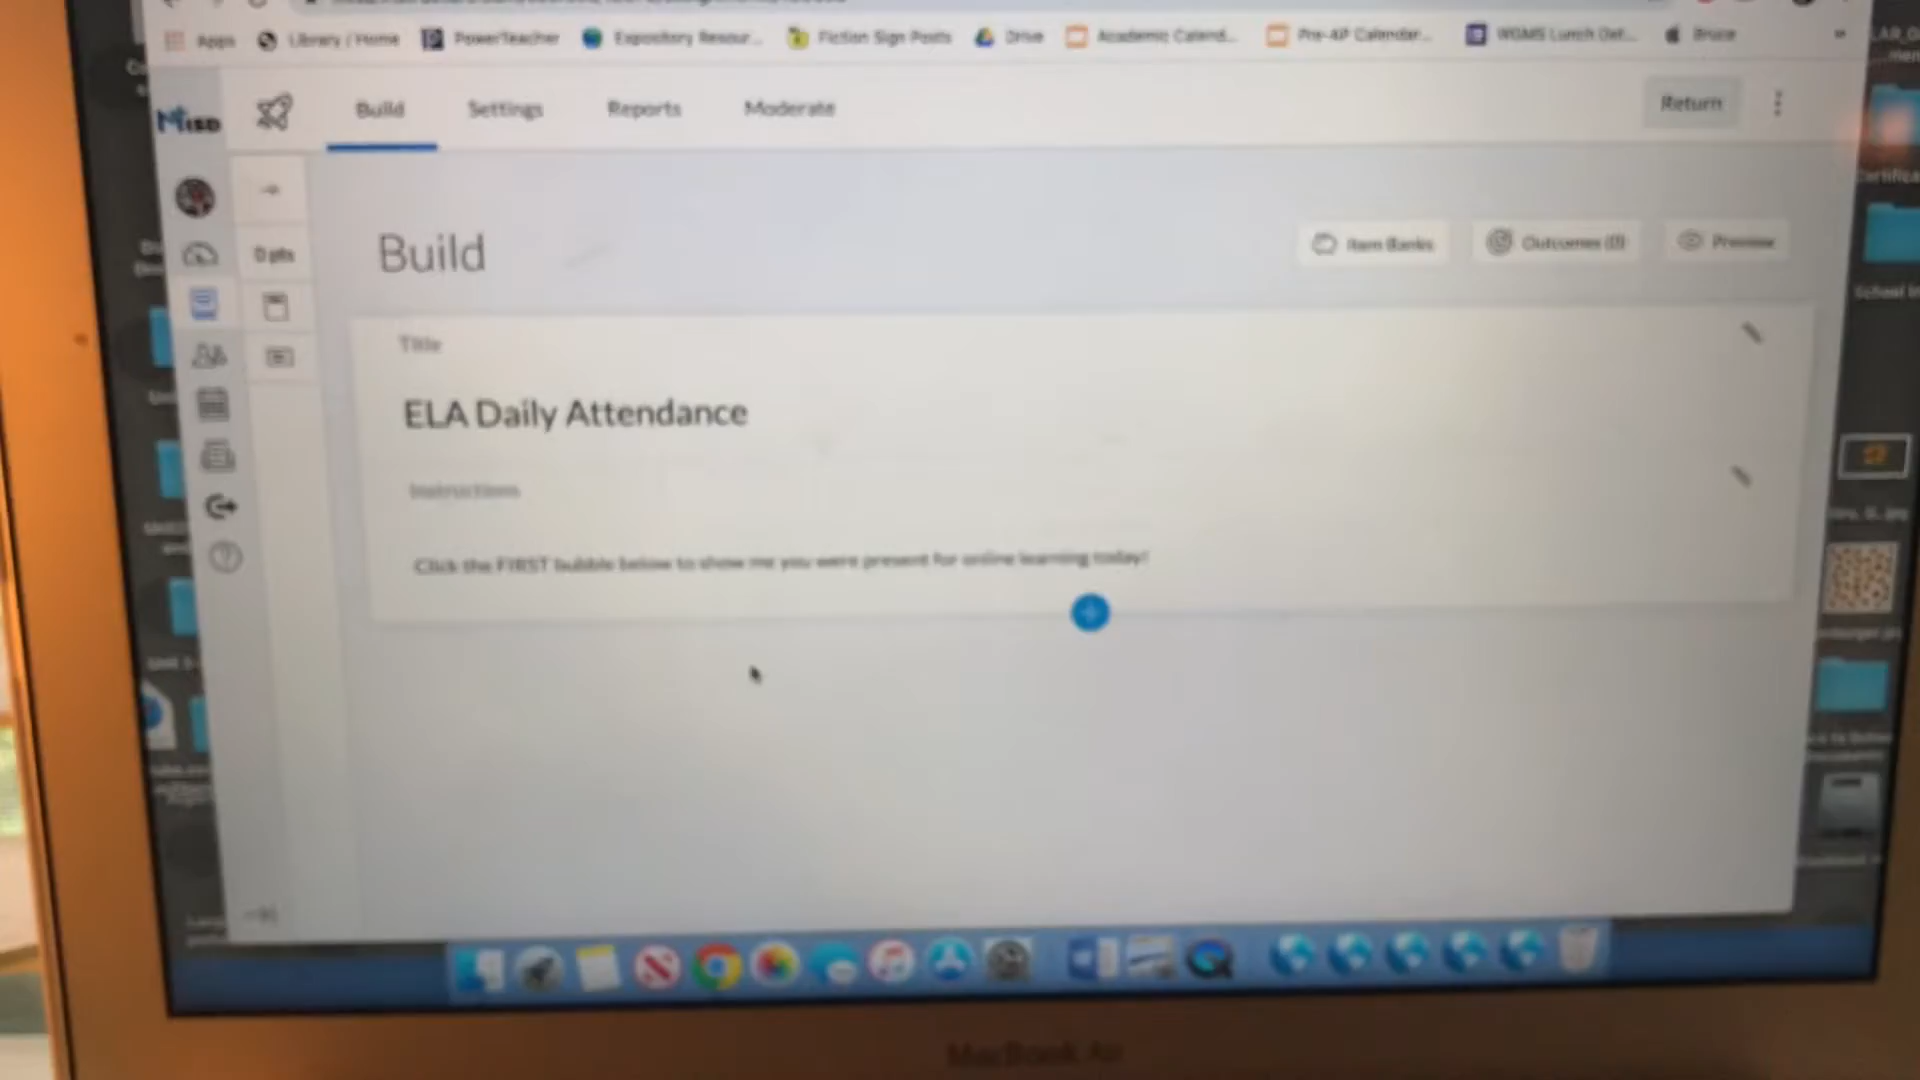 Apps Library / Home PowerTeacher Expository Resour... Fiction Sign Posts Drive Academic Calend... Pre-AP Calendar... WGMS Lunch Det... Bruce
MISD
Build Settings Reports Moderate Return
0 pts
Build
Item Banks Outcomes (0) Preview
Title
ELA Daily Attendance
Instructions
Click the FIRST bubble below to show me you were present for online learning today!
School
MacBook Air